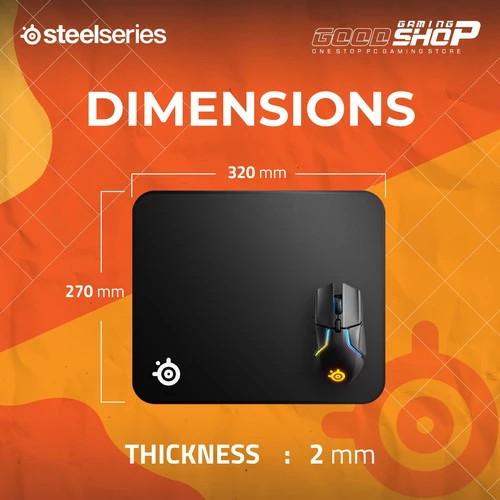 steelseries
GAMING
GOOD SHOP
ONE STOP PC GAMING STORE
DIMENSIONS
320 mm
270 mm
THICKNESS : 2 mm